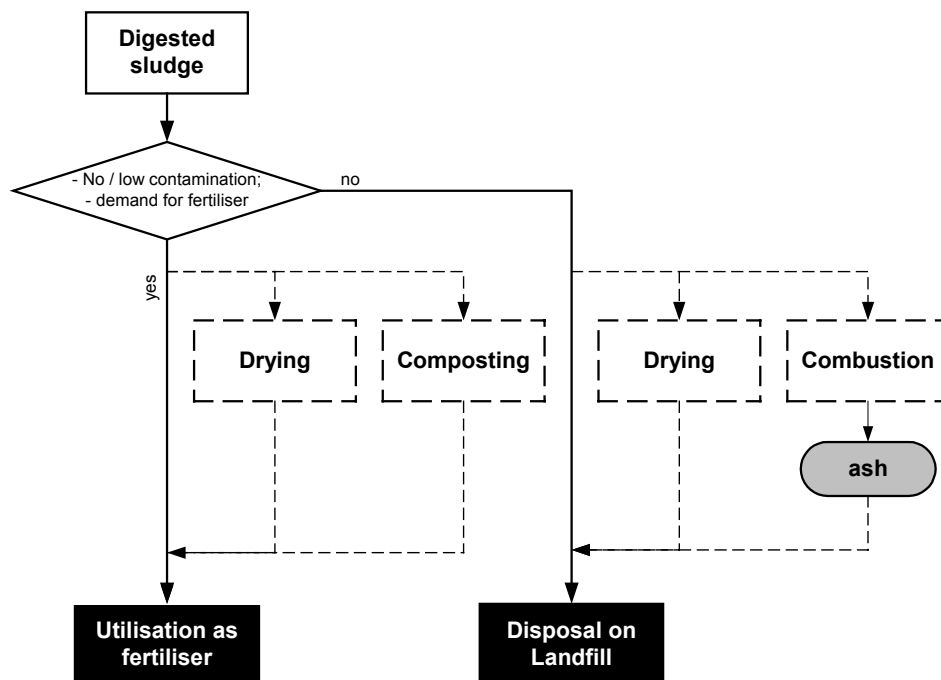 Digested
sludge
- No / low contamination;
- demand for fertiliser
no
yes
Drying
Composting
Drying
Combustion
ash
Utilisation as
fertiliser
Disposal on
Landfill